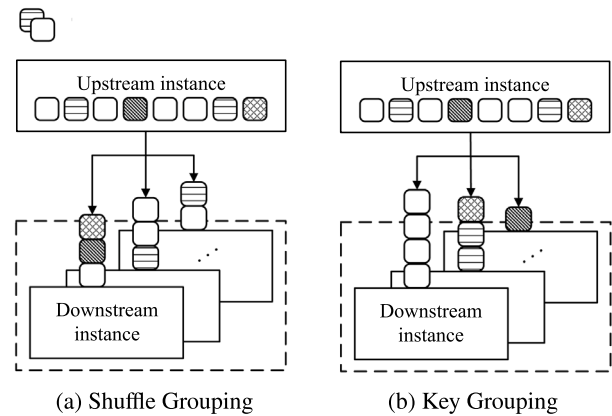 Upstream instance
Downstream
instance
(a) Shuffle Grouping
Upstream instance
Downstream
instance
(b) Key Grouping